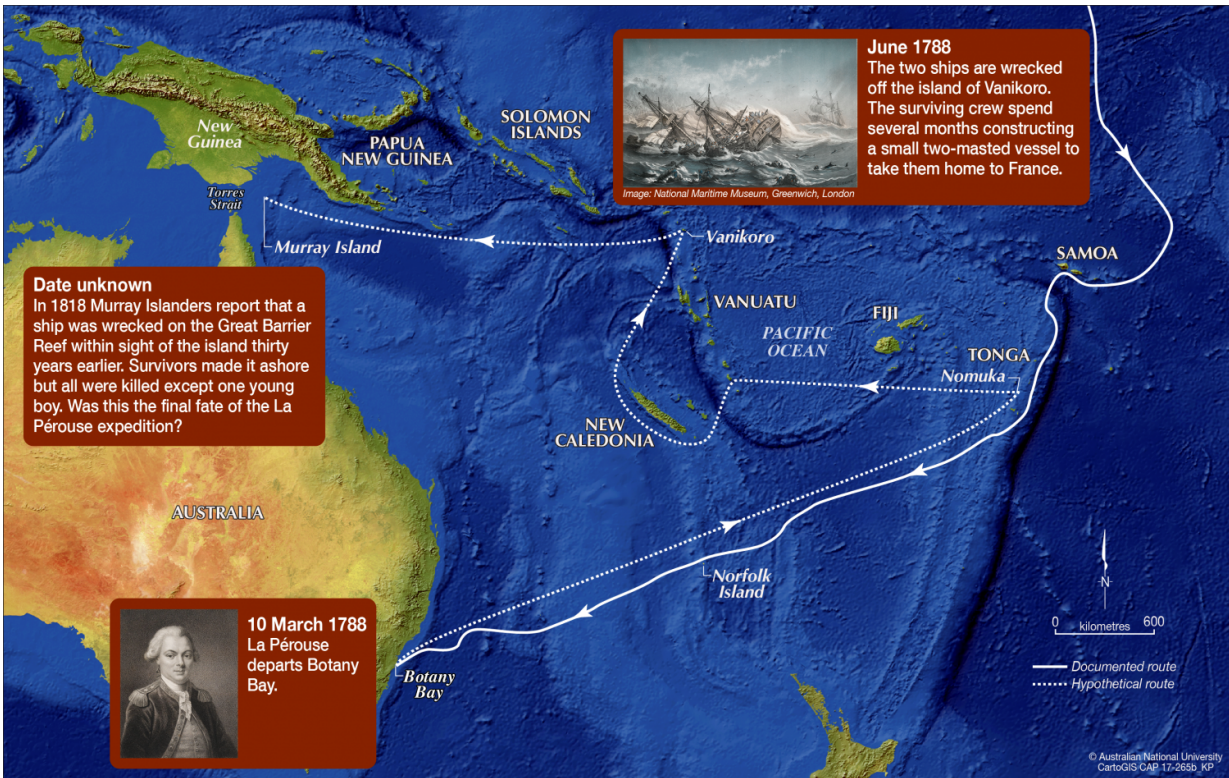 June 1788
The two ships are wrecked
off the island of Vanikoro.
The surviving crew spend
several months constructing
a small two-masted vessel to
take them home to France.
Image: National Maritime Museum, Greenwich, London
SOLOMON
ISLANDS
New
Guinea
PAPUA
NEW GUINEA
Torres
Strait
Murray Island
Vanikoro
SAMOA
Date unknown
In 1818 Murray Islanders report that a
ship was wrecked on the Great Barrier
Reef within sight of the island thirty
years earlier. Survivors made it ashore
but all were killed except one young
boy. Was this the final fate of the La
Pérouse expedition?
VANUATU
FIJI
PACIFIC
OCEAN
TONGA
Nomuka
NEW
CALEDONIA
AUSTRALIA
Norfolk
Island
N
0 kilometres 600
10 March 1788
La Pérouse
departs Botany
Bay.
Botany
Bay
Documented route
Hypothetical route
© Australian National University
CartoGIS CAP 17-265b KP